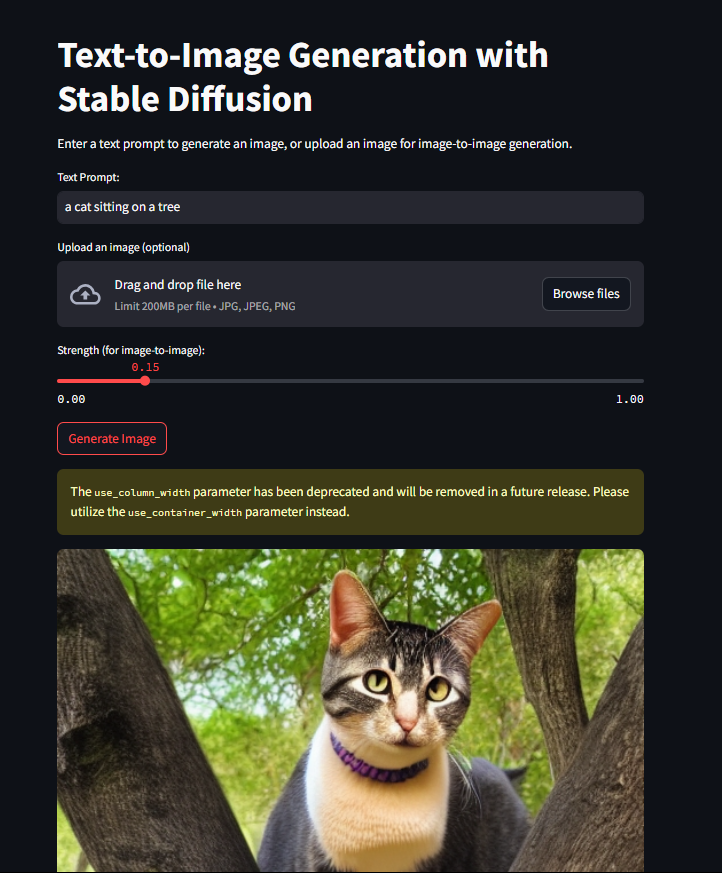 Text-to-Image Generation with
Stable Diffusion
Enter a text prompt to generate an image, or upload an image for image-to-image generation.
Text Prompt:
a cat sitting on a tree
Upload an image (optional)
Drag and drop file here
Limit 200MB per file • JPG, JPEG, PNG
Browse files
Strength (for image-to-image):
0.15
0.00 1.00
Generate Image
The use_column_width parameter has been deprecated and will be removed in a future release. Please
utilize the use_container_width parameter instead.